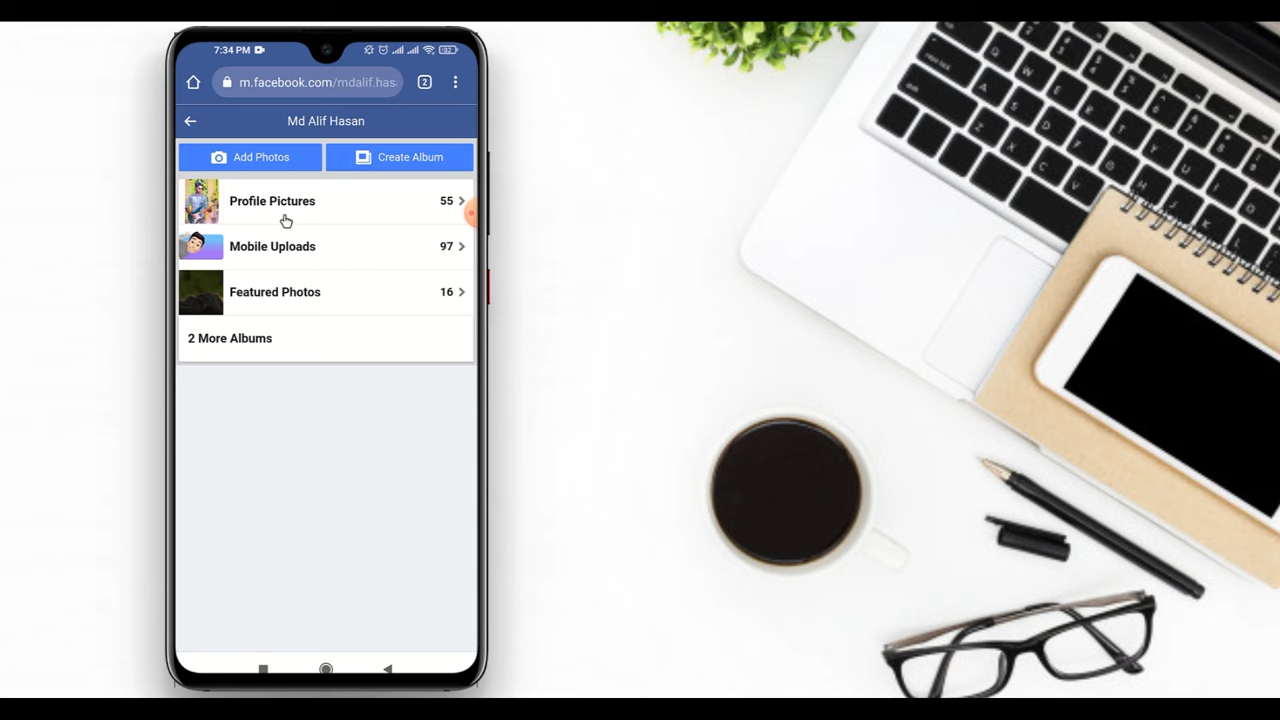 7:34 PM
m.facebook.com/mdalif.has
2
Md Alif Hasan
Add Photos
Create Album
Profile Pictures 55
Mobile Uploads 97
Featured Photos 16
2 More Albums